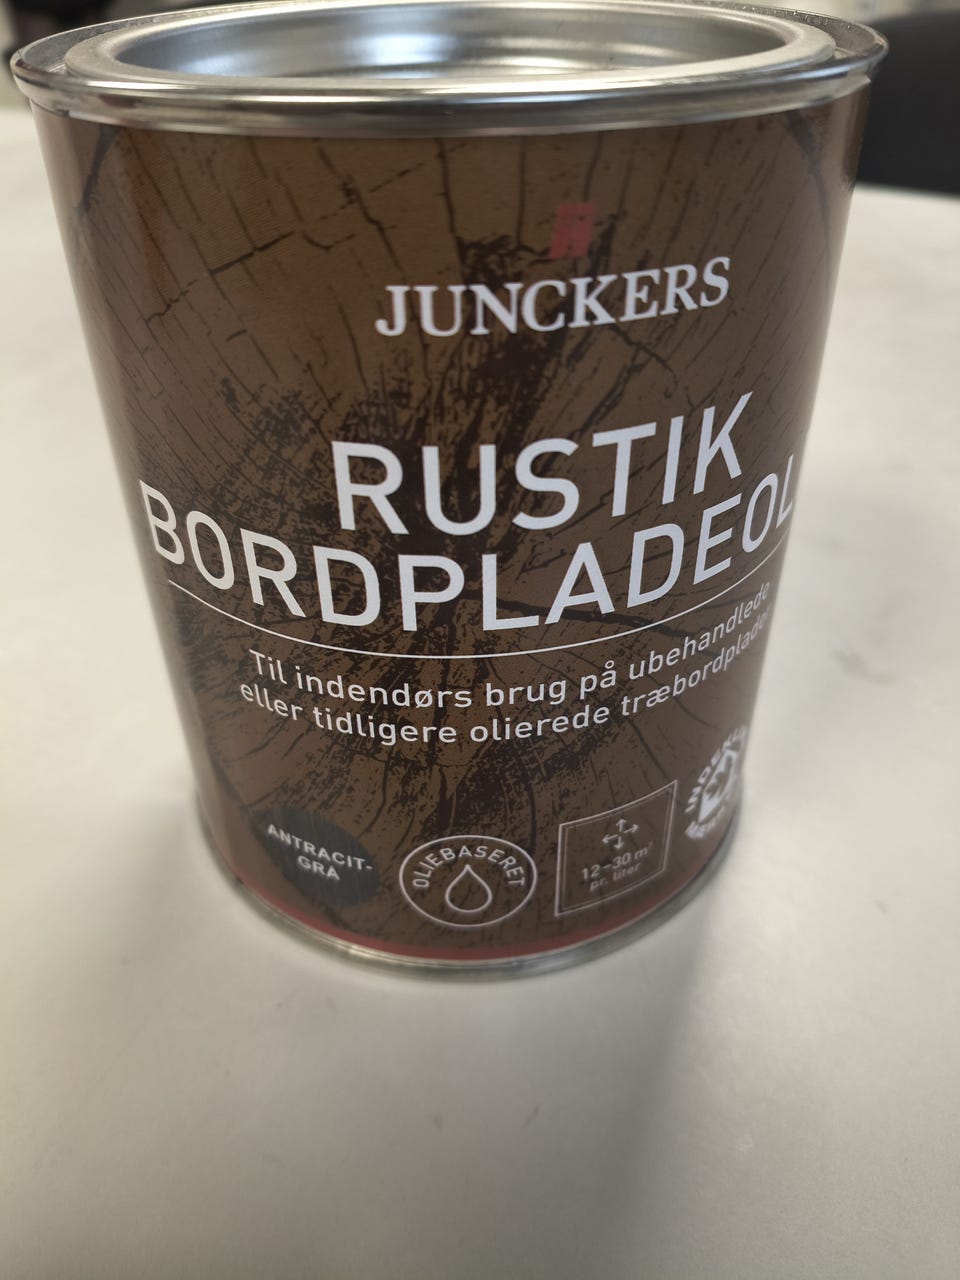 JUNCKERS
RUSTIK
BORDPLADEOL
Til indendørs brug på ubehandlede
eller tidligere olierede træbordplader
ANTRACIT-
GRÅ
OLIEBASERET
12-30 m²
pr. liter